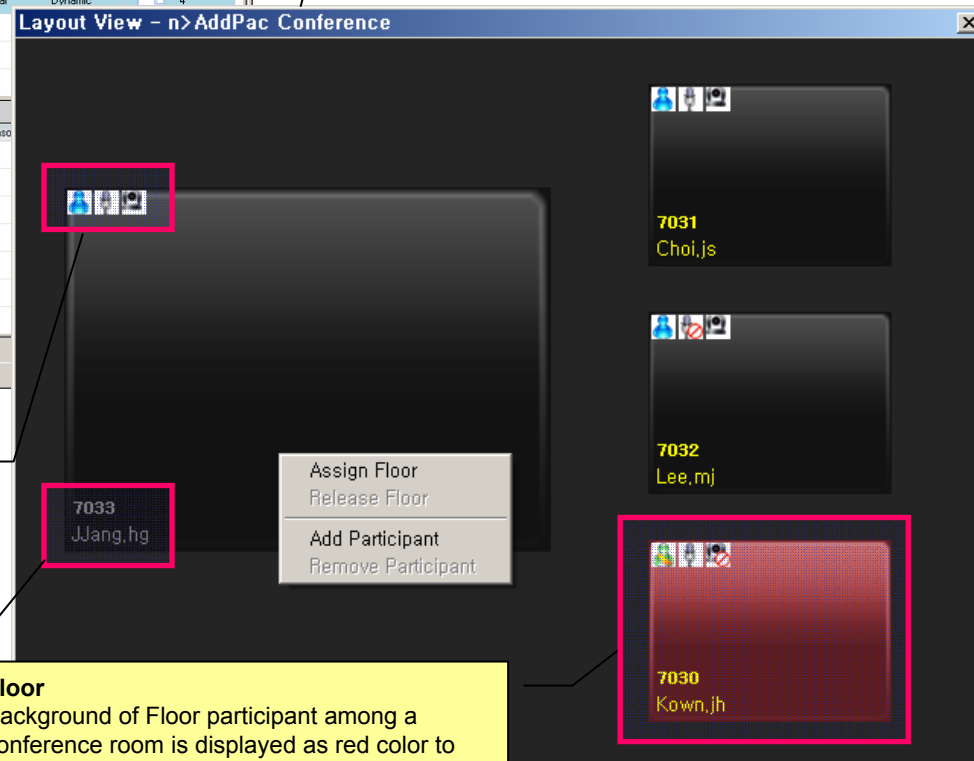 Dynamic
4
Layout View - n>AddPac Conference
7031
Choi,js
7032
Lee,mj
7033
JJang,hg
Assign Floor
Release Floor
Add Participant
Remove Participant
7030
Kown,jh
loor
ackground of Floor participant among a
onference room is displayed as red color to